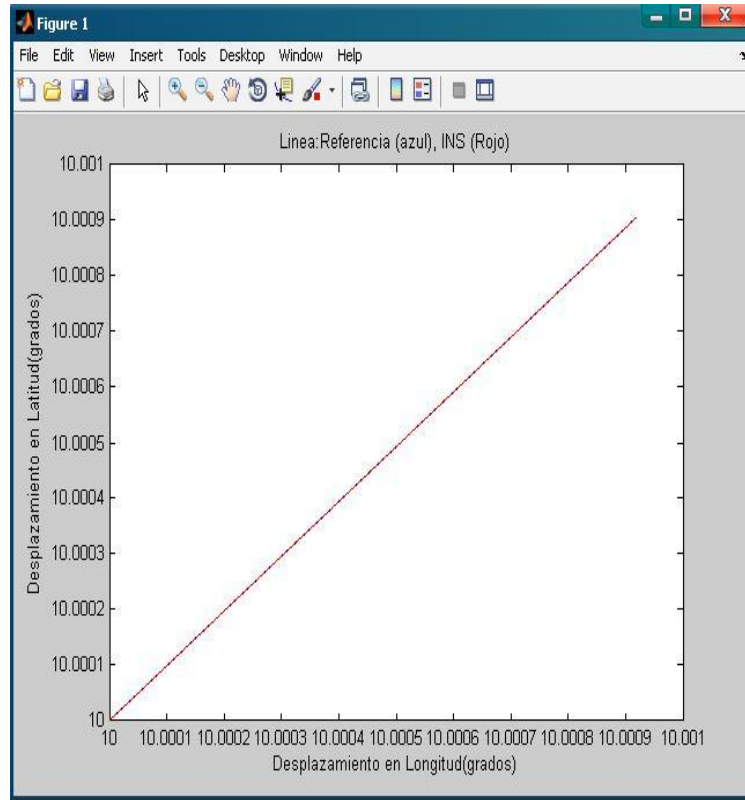 Figure 1
File Edit View Insert Tools Desktop Window Help
Linea:Referencia (azul), INS (Rojo)
10.001
10.0009
10.0008
10.0007
10.0006
10.0005
10.0004
10.0003
10.0002
10.0001
10
Desplazamiento en Latitud(grados)
10 10.0001 10.0002 10.0003 10.0004 10.0005 10.0006 10.0007 10.0008 10.0009 10.001
Desplazamiento en Longitud(grados)